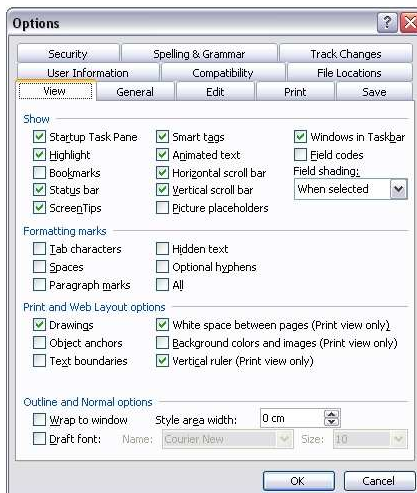 Options
Security Spelling & Grammar Track Changes
User Information Compatibility File Locations
View General Edit Print Save
Show
Startup Task Pane Smart tags Windows in Taskbar
Highlight Animated text Field codes
Bookmarks Horizontal scroll bar Field shading:
Status bar Vertical scroll bar When selected
ScreenTips Picture placeholders
Formatting marks
Tab characters Hidden text
Spaces Optional hyphens
Paragraph marks All
Print and Web Layout options
Drawings White space between pages (Print view only)
Object anchors Background colors and images (Print view only)
Text boundaries Vertical ruler (Print view only)
Outline and Normal options
Wrap to window Style area width: 0 cm
Draft font: Name: Courier New Size: 10
OK Cancel